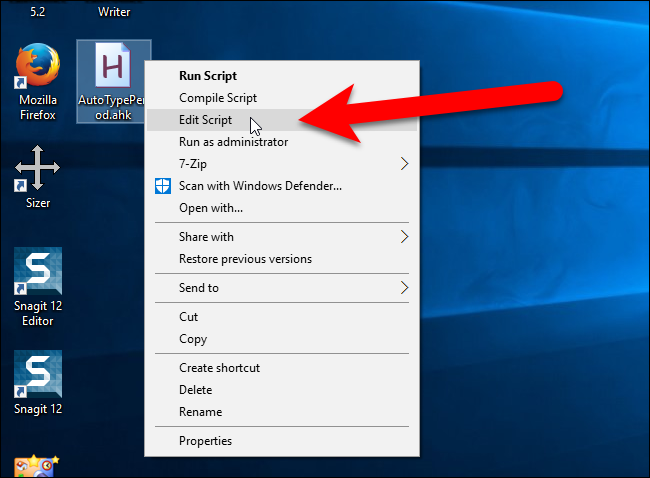 5.2
Writer
Mozilla
Firefox
AutoTypePeri
od.ahk
Sizer
Snagit 12
Editor
Snagit 12
Run Script
Compile Script
Edit Script
Run as administrator
7-Zip
Scan with Windows Defender...
Open with...
Share with
Restore previous versions
Send to
Cut
Copy
Create shortcut
Delete
Rename
Properties